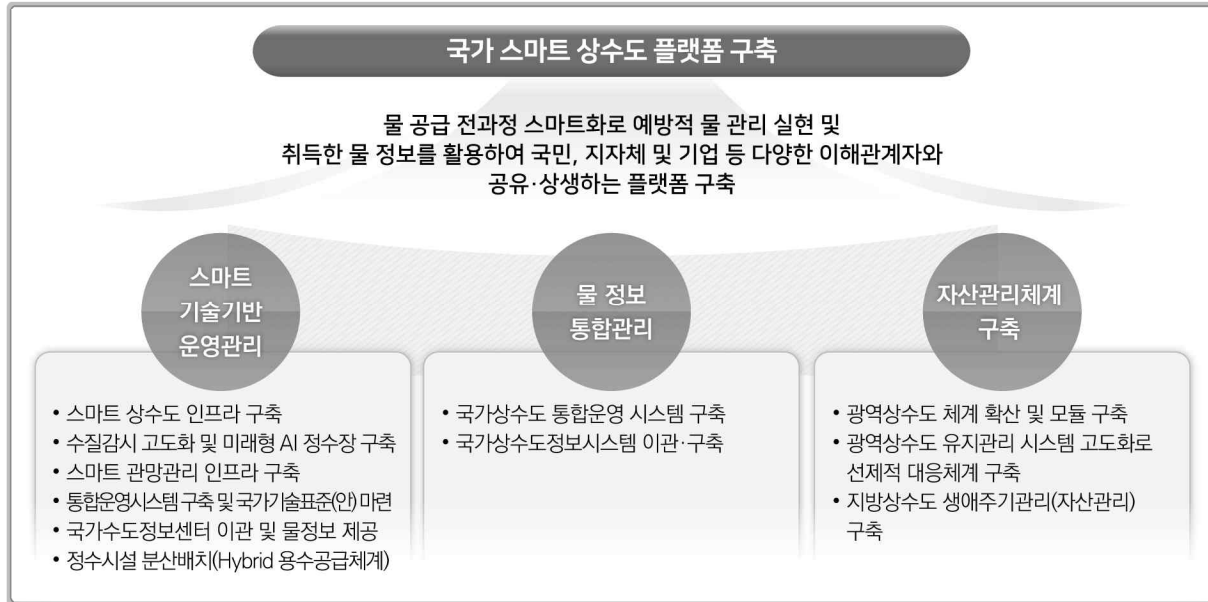 국가 스마트 상수도 플랫폼 구축
물 공급 전과정 스마트화로 예방적 물 관리 실현 및
취득한 물 정보를 활용하여 국민, 지자체 및 기업 등 다양한 이해관계자와
공유·상생하는 플랫폼 구축
스마트
기술기반
운영관리
• 스마트 상수도 인프라 구축
• 수질감시 고도화 및 미래형 AI 정수장 구축
• 스마트 관망관리 인프라 구축
• 통합운영시스템 구축 및 국가기술표준(안) 마련
• 국가수도정보센터 이관 및 물정보 제공
• 정수시설 분산배치(Hybrid 용수공급체계)
물 정보
통합관리
• 국가상수도 통합운영 시스템 구축
• 국가상수도정보시스템 이관·구축
자산관리체계
구축
• 광역상수도 체계 확산 및 모듈 구축
• 광역상수도 유지관리 시스템 고도화로
선제적 대응체계 구축
• 지방상수도 생애주기관리(자산관리)
구축